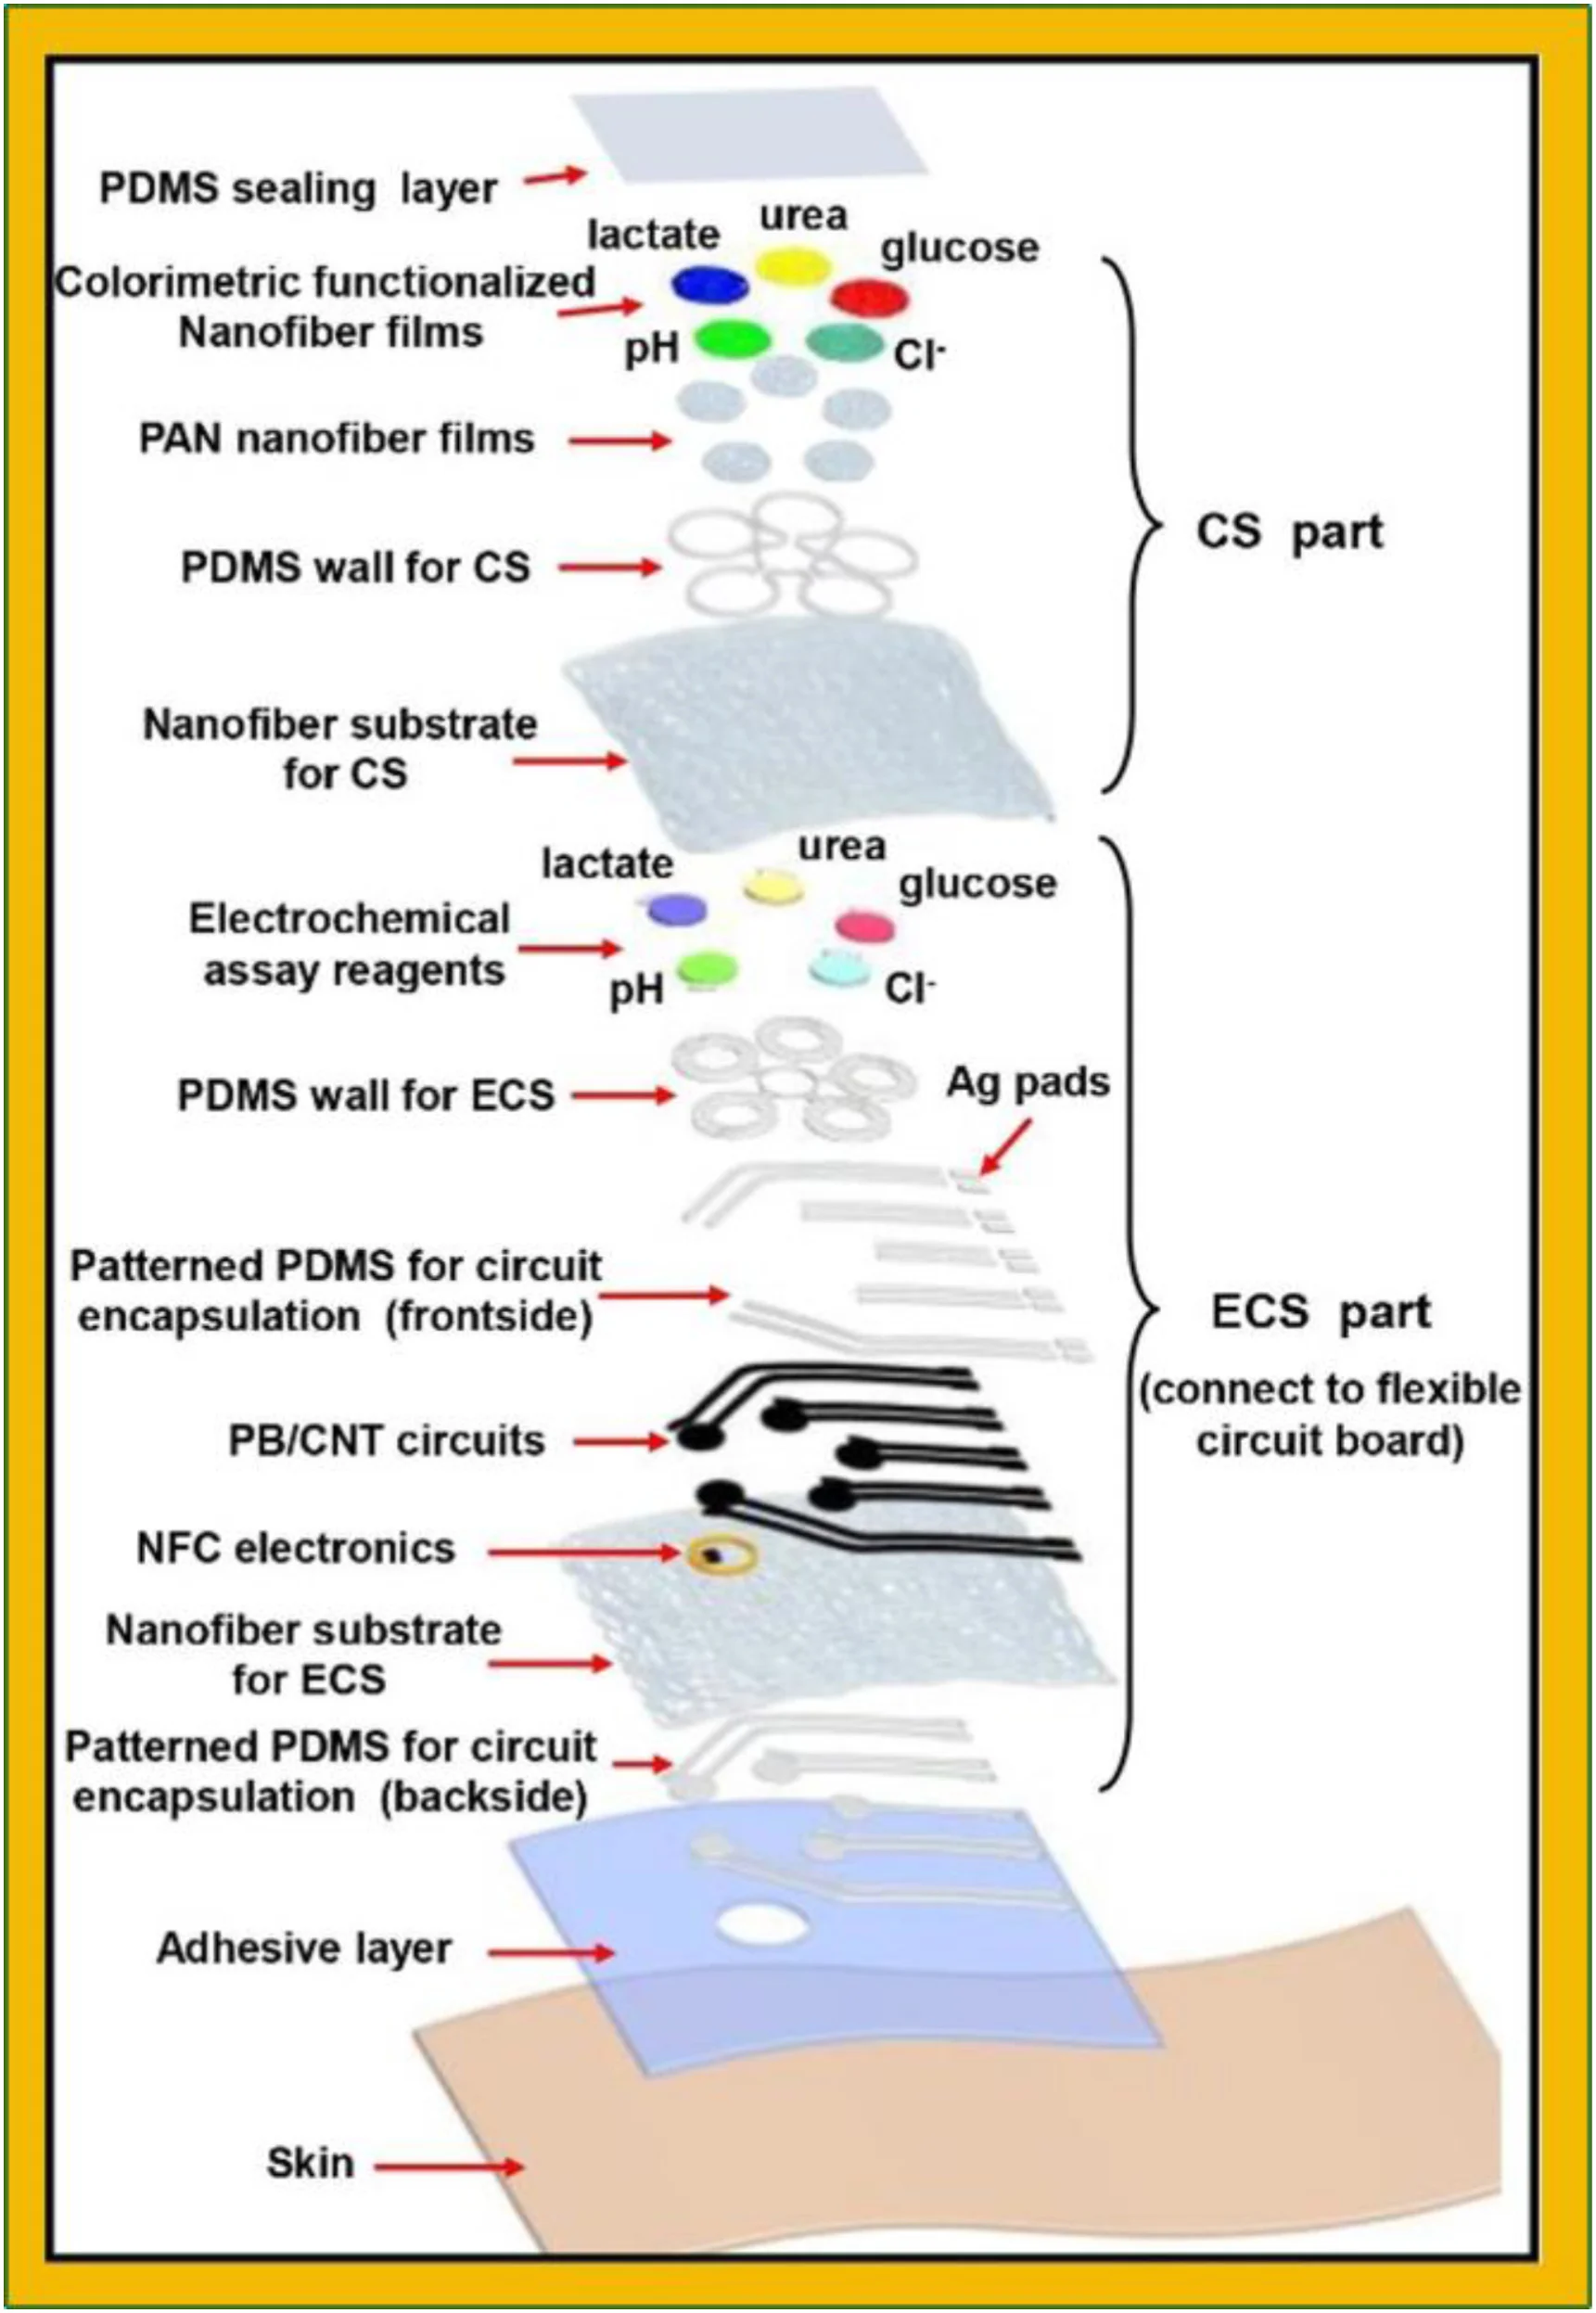 PDMS sealing layer
lactate
urea
glucose
Colorimetric functionalized
Nanofiber films
pH
Cl-
PAN nanofiber films
PDMS wall for CS
CS part
Nanofiber substrate
for CS
lactate
urea
glucose
Electrochemical
assay reagents
pH
Cl-
PDMS wall for ECS
Ag pads
Patterned PDMS for circuit
encapsulation (frontside)
ECS part
(connect to flexible
circuit board)
PB/CNT circuits
NFC electronics
Nanofiber substrate
for ECS
Patterned PDMS for circuit
encapsulation (backside)
Adhesive layer
Skin